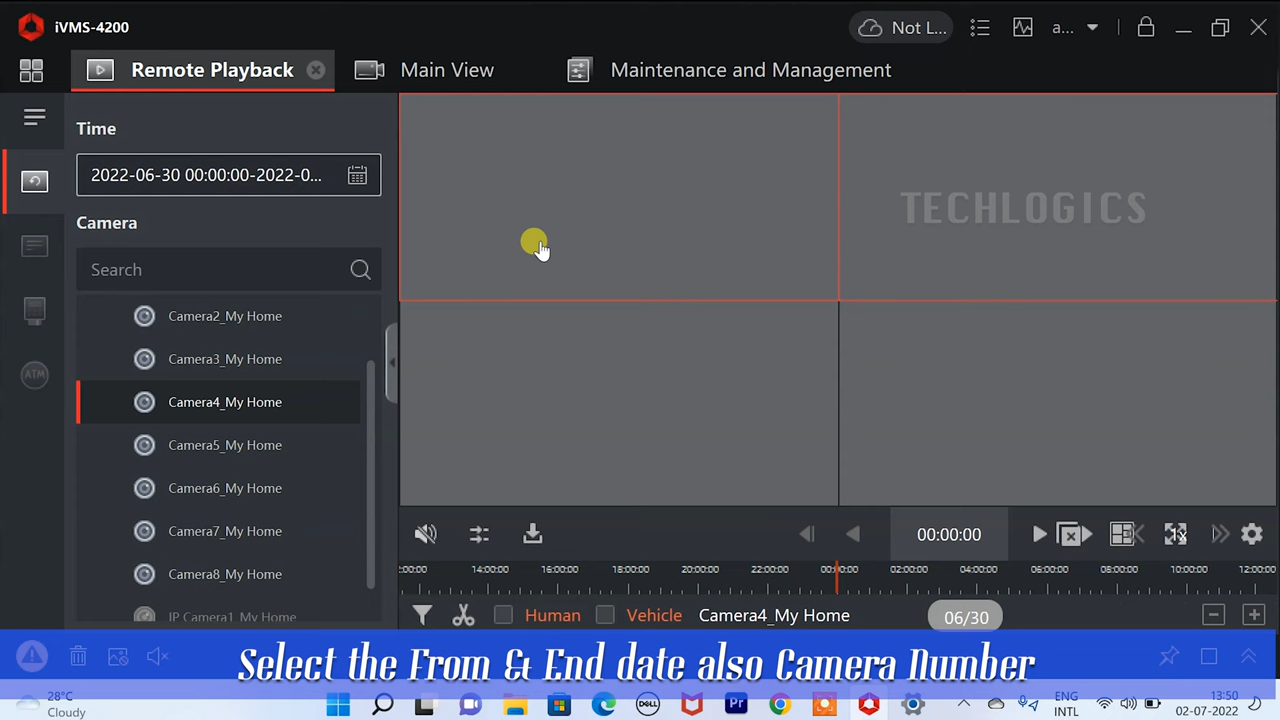 iVMS-4200
Not L...
a...
Remote Playback
Main View
Maintenance and Management
Time
2022-06-30 00:00:00-2022-0...
Camera
Search
TECHLOGICS
Camera2_My Home
Camera3_My Home
Camera4_My Home
Camera5_My Home
Camera6_My Home
Camera7_My Home
Camera8_My Home
IP Camera1_My Home
ATM
00:00:00
1x
:00:00 14:00:00 16:00:00 18:00:00 20:00:00 22:00:00 00:00:00 02:00:00 04:00:00 06:00:00 08:00:00 10:00:00 12:00:00
Human
Vehicle
Camera4_My Home
06/30
Select the From & End date also Camera Number
28°C
Cloudy
DELL
Pr
ENG
INTL
13:50
02-07-2022